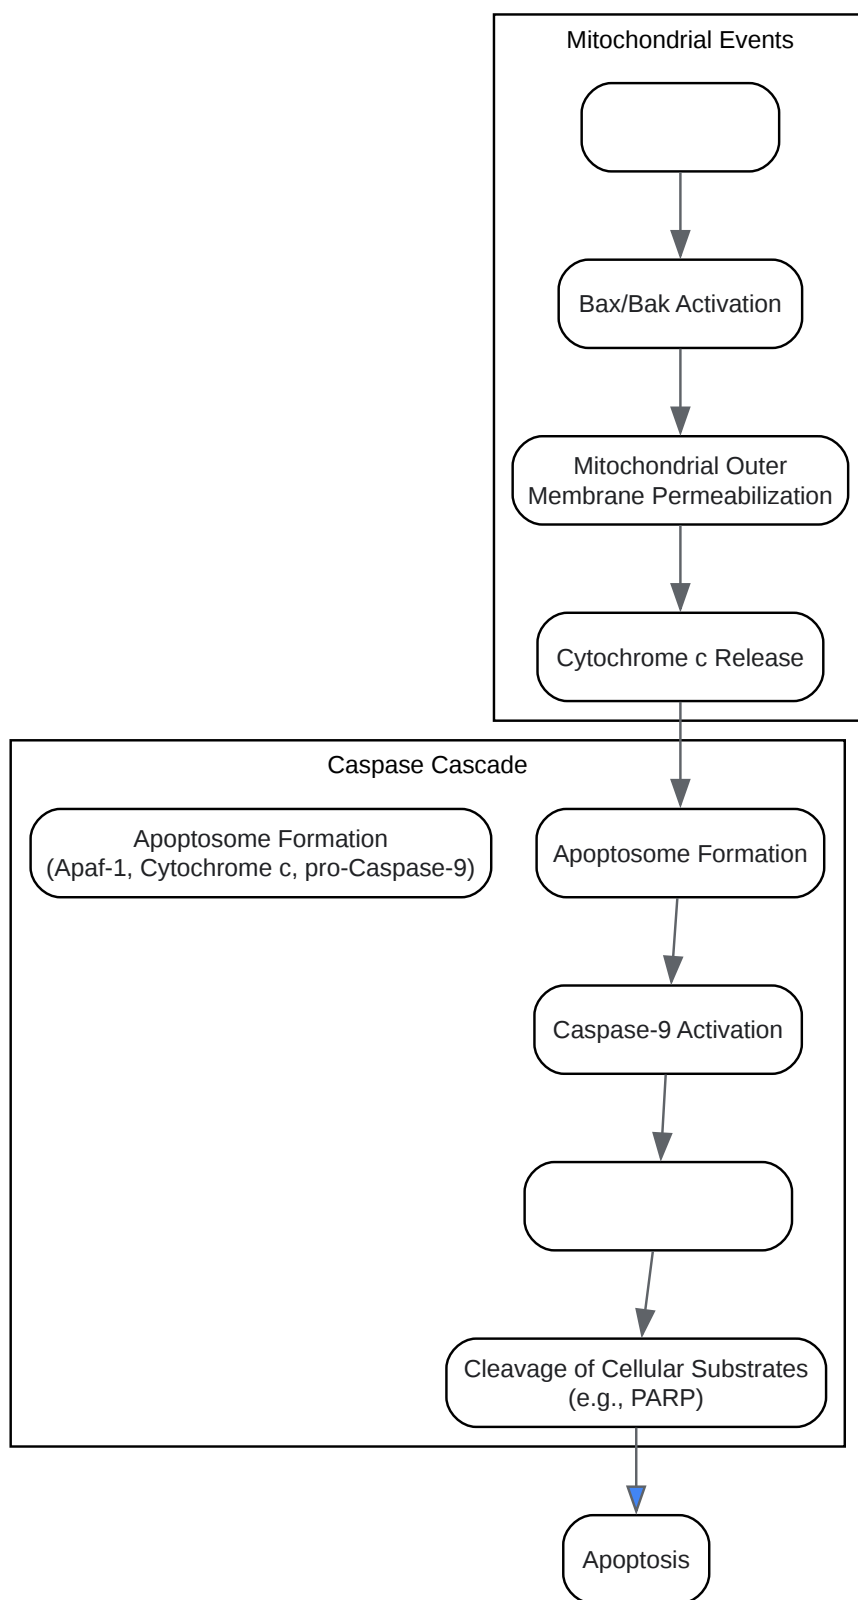 Mitochondrial Events
Bax/Bak Activation
Mitochondrial Outer
Membrane Permeabilization
Cytochrome c Release
Caspase Cascade
Apoptosome Formation
(Apaf-1, Cytochrome c, pro-Caspase-9)
Apoptosome Formation
Caspase-9 Activation
Cleavage of Cellular Substrates
(e.g., PARP)
Apoptosis